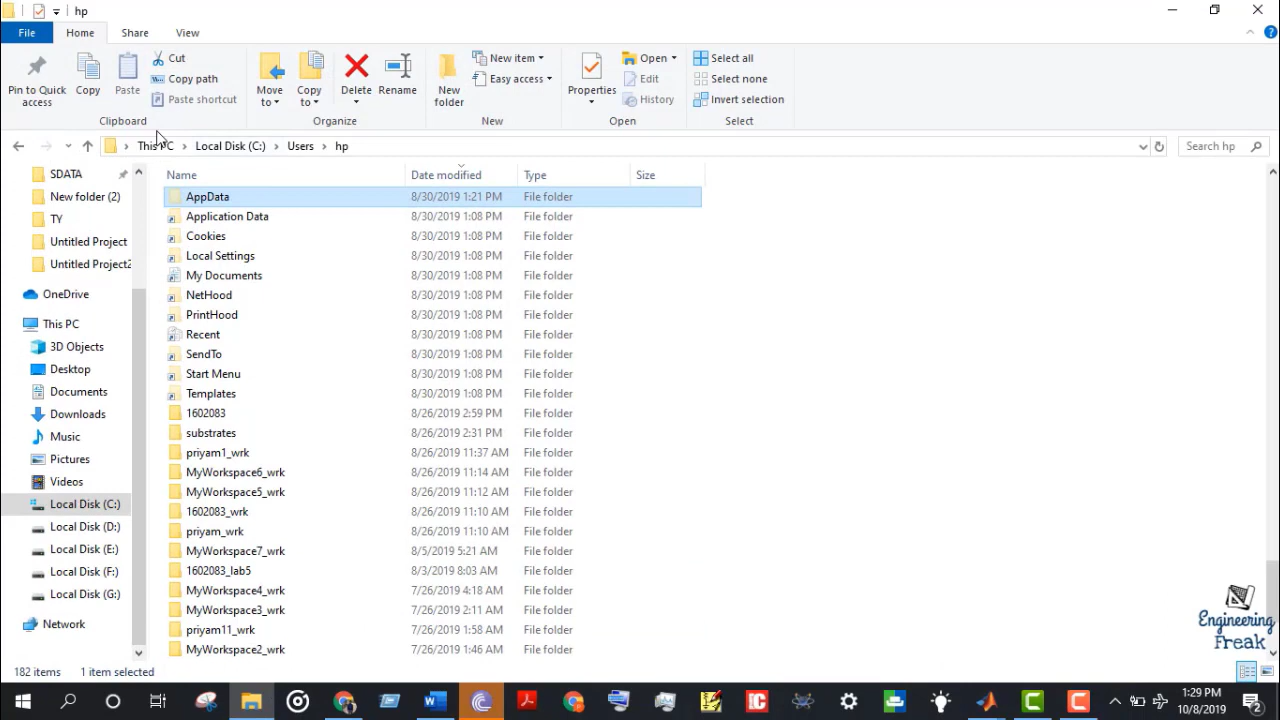 hp
File Home Share View
Pin to Quick access
Copy
Paste
Cut
Copy path
Paste shortcut
Clipboard
Move to
Copy to
Delete
Rename
Organize
New folder
New item
Easy access
New
Properties
Open
Edit
History
Open
Select all
Select none
Invert selection
Select
This PC > Local Disk (C:) > Users > hp
Search hp
SDATA
New folder (2)
TY
Untitled Project
Untitled Project2
OneDrive
This PC
3D Objects
Desktop
Documents
Downloads
Music
Pictures
Videos
Local Disk (C:)
Local Disk (D:)
Local Disk (E:)
Local Disk (F:)
Local Disk (G:)
Network
Name Date modified Type Size
AppData 8/30/2019 1:21 PM File folder
Application Data 8/30/2019 1:08 PM File folder
Cookies 8/30/2019 1:08 PM File folder
Local Settings 8/30/2019 1:08 PM File folder
My Documents 8/30/2019 1:08 PM File folder
NetHood 8/30/2019 1:08 PM File folder
PrintHood 8/30/2019 1:08 PM File folder
Recent 8/30/2019 1:08 PM File folder
SendTo 8/30/2019 1:08 PM File folder
Start Menu 8/30/2019 1:08 PM File folder
Templates 8/30/2019 1:08 PM File folder
1602083 8/26/2019 2:59 PM File folder
substrates 8/26/2019 2:31 PM File folder
priyam1_wrk 8/26/2019 11:37 AM File folder
MyWorkspace6_wrk 8/26/2019 11:14 AM File folder
MyWorkspace5_wrk 8/26/2019 11:12 AM File folder
1602083_wrk 8/26/2019 11:10 AM File folder
priyam_wrk 8/26/2019 11:10 AM File folder
MyWorkspace7_wrk 8/5/2019 5:21 AM File folder
1602083_lab5 8/3/2019 8:03 AM File folder
MyWorkspace4_wrk 7/26/2019 4:18 AM File folder
MyWorkspace3_wrk 7/26/2019 2:11 AM File folder
priyam11_wrk 7/26/2019 1:58 AM File folder
MyWorkspace2_wrk 7/26/2019 1:46 AM File folder
Engineering
Freak
182 items 1 item selected
1:29 PM
10/8/2019
2